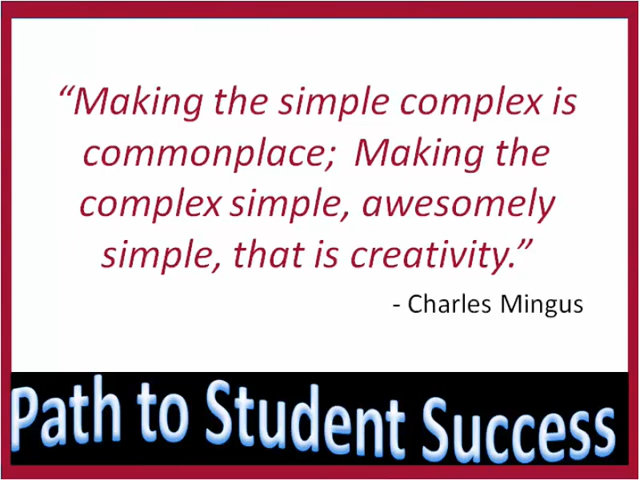 “Making the simple complex is
commonplace;  Making the
complex simple, awesomely
simple, that is creativity.”
- Charles Mingus
Path to Student Success